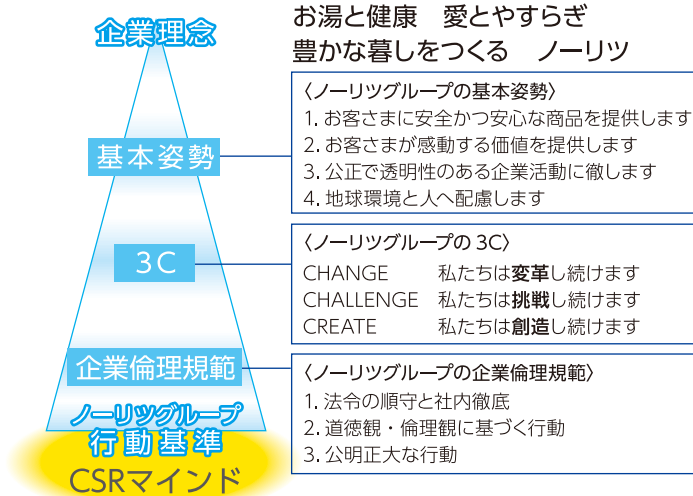 企業理念
お湯と健康　愛とやすらぎ
豊かな暮しをつくる　ノーリツ
基本姿勢
〈ノーリツグループの基本姿勢〉
1. お客さまに安全かつ安心な商品を提供します
2. お客さまが感動する価値を提供します
3. 公正で透明性のある企業活動に徹します
4. 地球環境と人へ配慮します
3C
〈ノーリツグループの3C〉
CHANGE　私たちは変革し続けます
CHALLENGE　私たちは挑戦し続けます
CREATE　私たちは創造し続けます
企業倫理規範
〈ノーリツグループの企業倫理規範〉
1. 法令の順守と社内徹底
2. 道徳観・倫理観に基づく行動
3. 公明正大な行動
ノーリツグループ
行動基準
CSRマインド